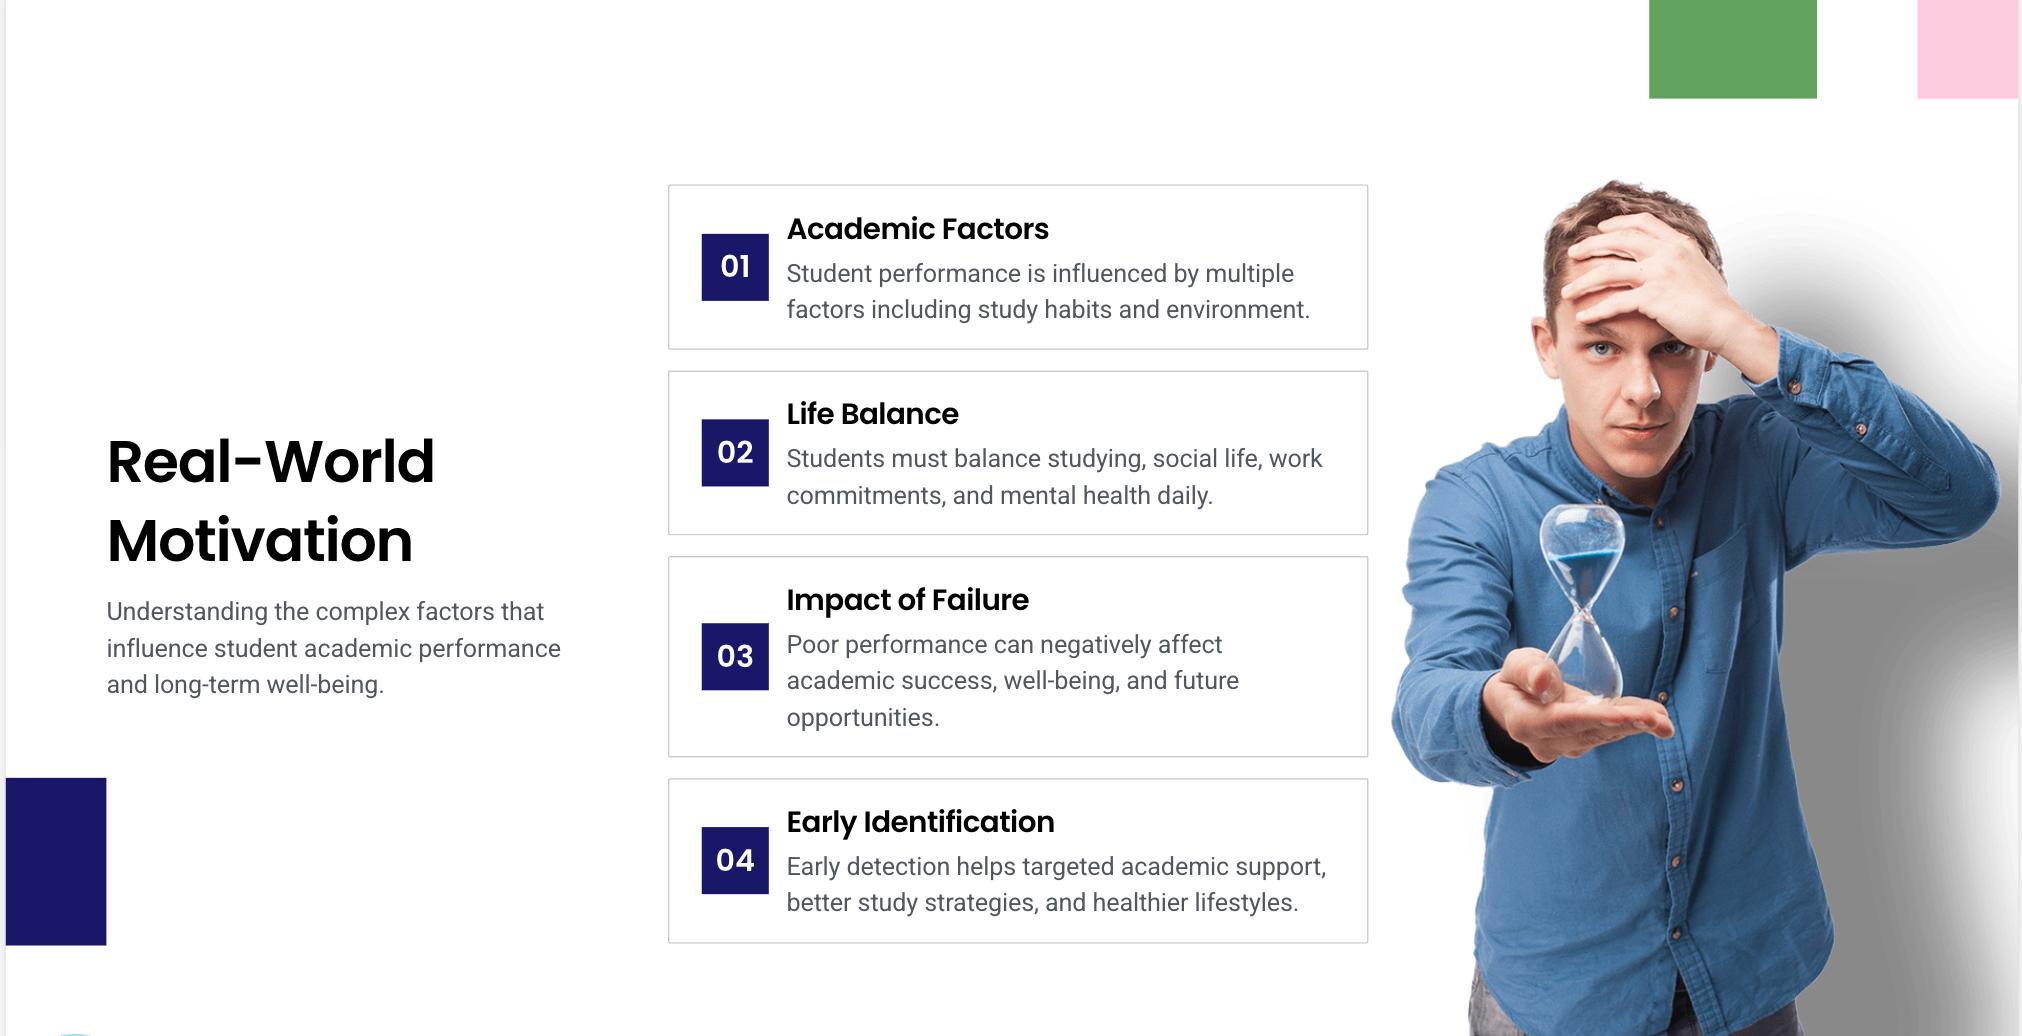 Real-World
Motivation
Understanding the complex factors that
influence student academic performance
and long-term well-being.
01
Academic Factors
Student performance is influenced by multiple
factors including study habits and environment.
02
Life Balance
Students must balance studying, social life, work
commitments, and mental health daily.
03
Impact of Failure
Poor performance can negatively affect
academic success, well-being, and future
opportunities.
04
Early Identification
Early detection helps targeted academic support,
better study strategies, and healthier lifestyles.